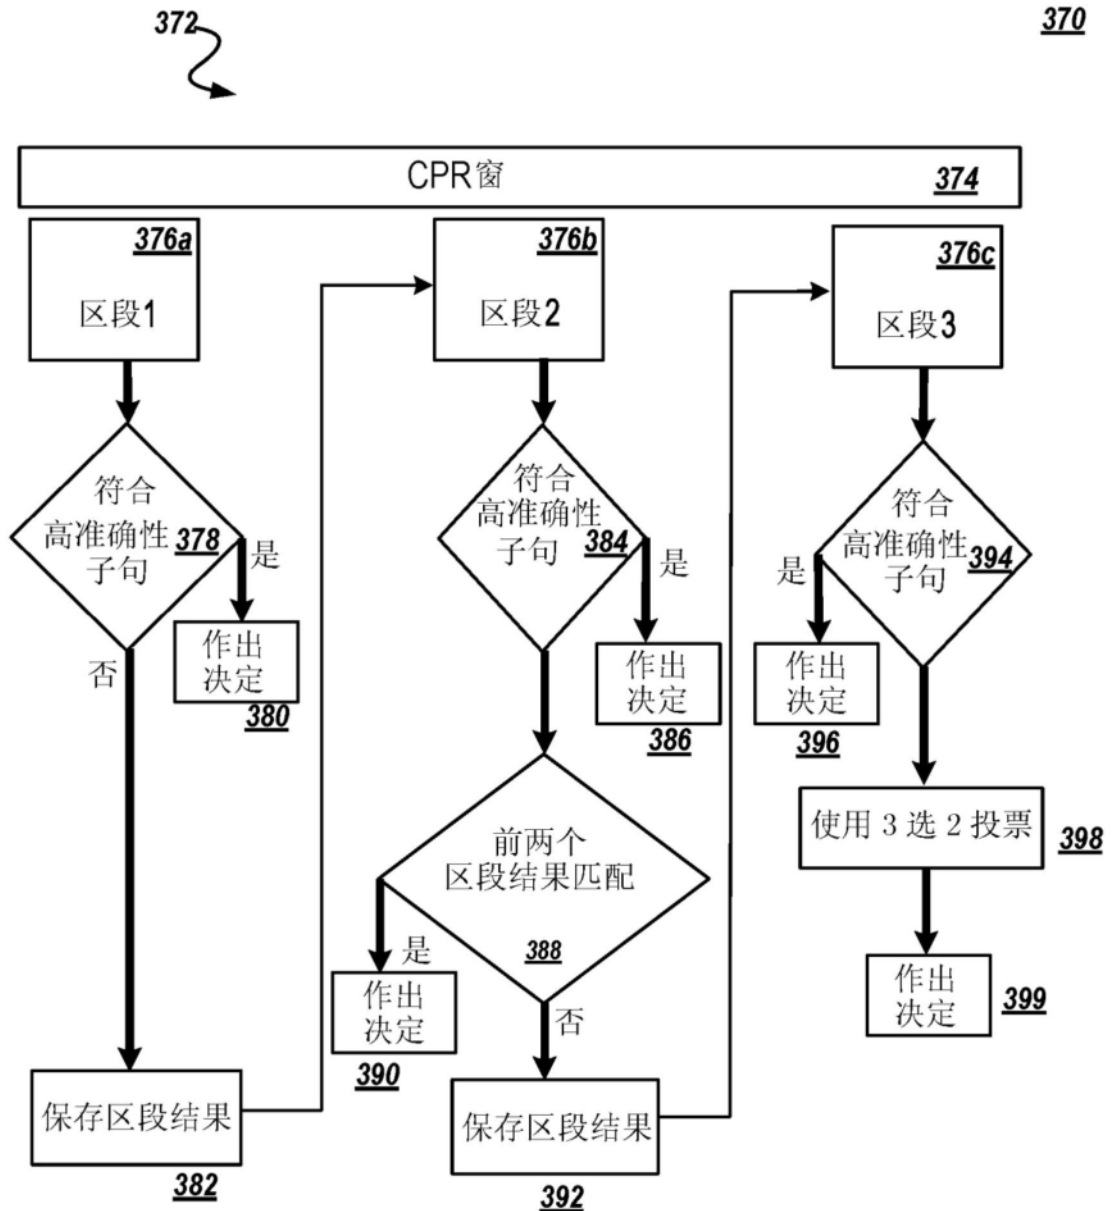 372
370
CPR窗
374
376a
区段1
符合
高准确性
子句
378
是
否
作出
决定
380
保存区段结果
382
376b
区段2
符合
高准确性
子句
384
是
作出
决定
386
前两个
区段结果匹配
388
是
否
作出
决定
390
保存区段结果
392
376c
区段3
符合
高准确性
子句
394
是
作出
决定
396
使用3选2投票
398
作出
决定
399